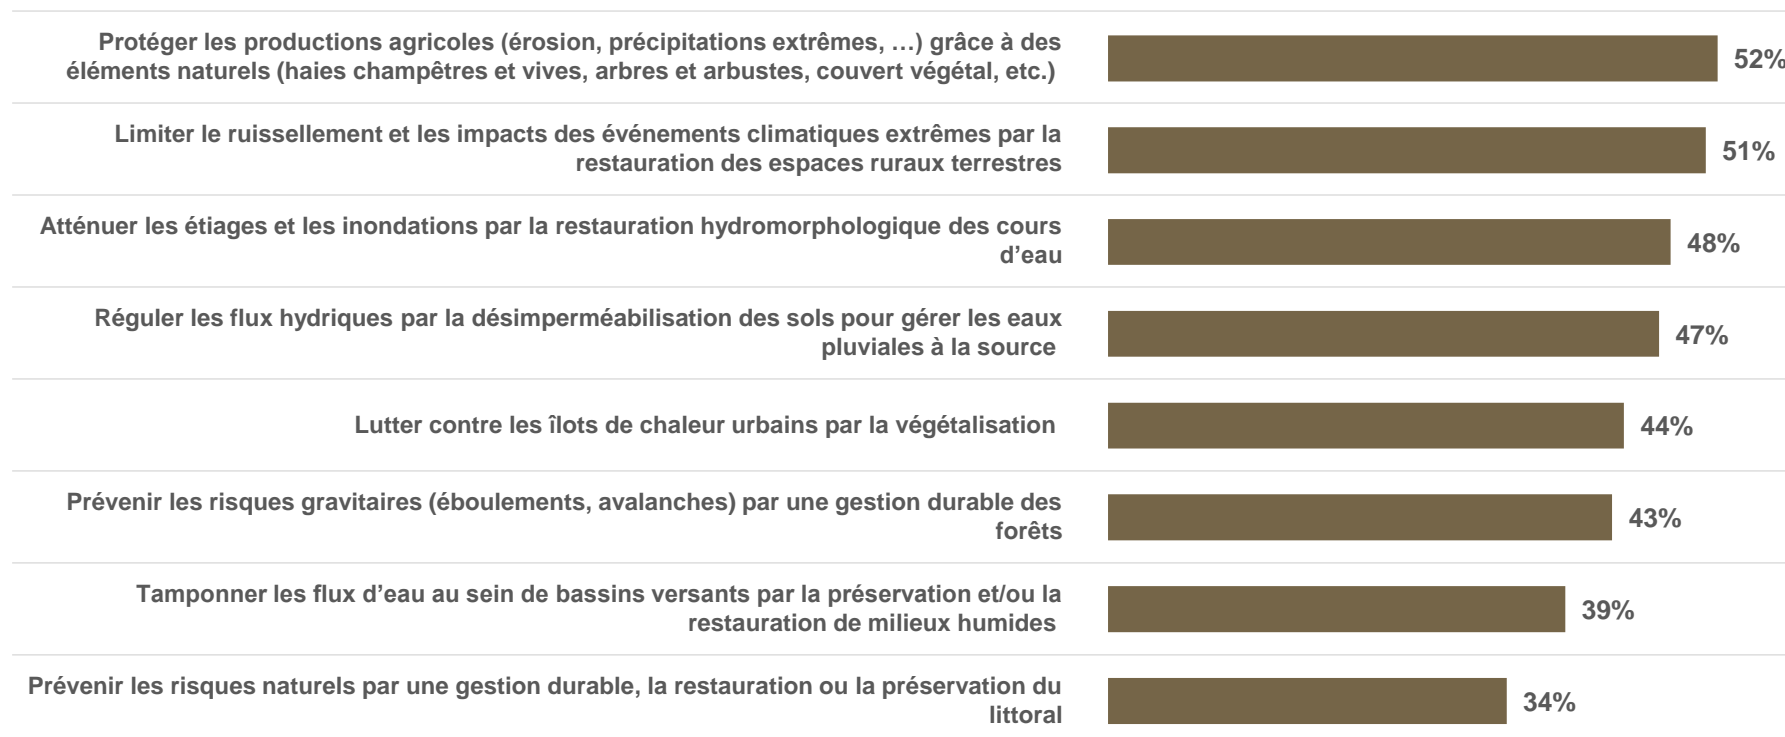 Protéger les productions agricoles (érosion, précipitations extrêmes, …) grâce à des
éléments naturels (haies champêtres et vives, arbres et arbustes, couvert végétal, etc.)
52%
Limiter le ruissellement et les impacts des événements climatiques extrêmes par la
restauration des espaces ruraux terrestres
51%
Atténuer les étiages et les inondations par la restauration hydromorphologique des cours
d’eau
48%
Réguler les flux hydriques par la désimperméabilisation des sols pour gérer les eaux
pluviales à la source
47%
Lutter contre les îlots de chaleur urbains par la végétalisation
44%
Prévenir les risques gravitaires (éboulements, avalanches) par une gestion durable des
forêts
43%
Tamponner les flux d’eau au sein de bassins versants par la préservation et/ou la
restauration de milieux humides
39%
Prévenir les risques naturels par une gestion durable, la restauration ou la préservation du
littoral
34%